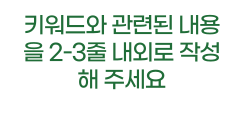 키워드와 관련된 내용
을 2-3줄 내외로 작성
해 주세요